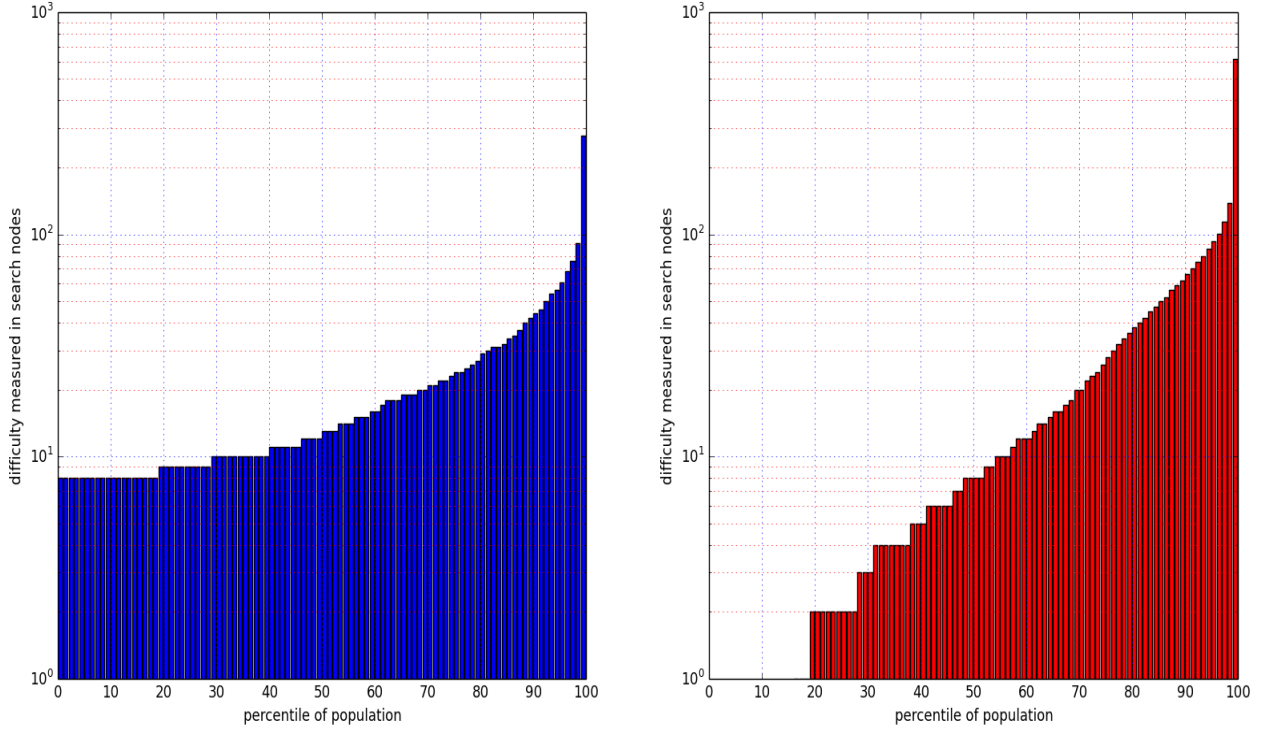 10³
10²
10¹
10⁰
difficulty measured in search nodes
0 10 20 30 40 50 60 70 80 90 100
percentile of population
10³
10²
10¹
10⁰
difficulty measured in search nodes
0 10 20 30 40 50 60 70 80 90 100
percentile of population